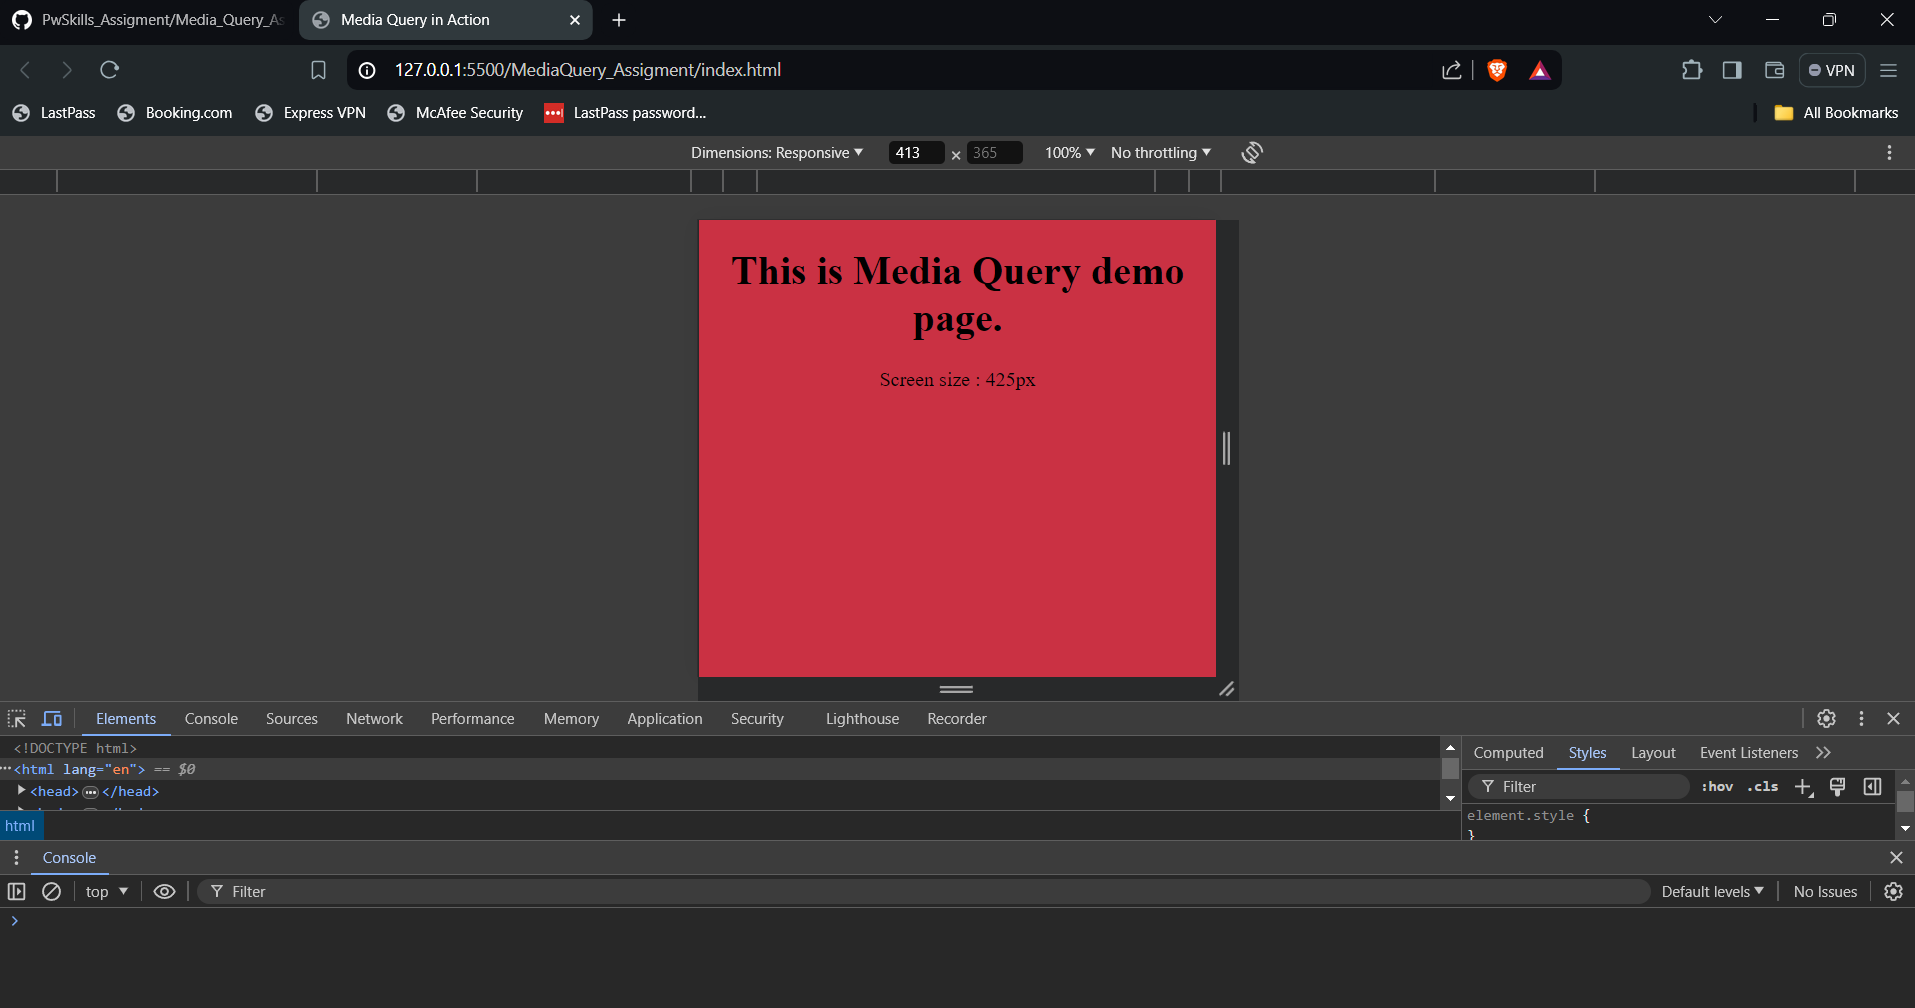 PwSkills_Assigment/Media_Query_As
Media Query in Action
127.0.0.1:5500/MediaQuery_Assigment/index.html
VPN
LastPass
Booking.com
Express VPN
McAfee Security
LastPass password...
All Bookmarks
Dimensions: Responsive
413 × 365
100%
No throttling
This is Media Query demo
page.
Screen size : 425px
Elements
Console
Sources
Network
Performance
Memory
Application
Security
Lighthouse
Recorder
<!DOCTYPE html>
<html lang="en"> == $0
<head> </head>
html
Computed
Styles
Layout
Event Listeners
Filter
:hov .cls
element.style {
}
Console
top
Filter
Default levels
No Issues